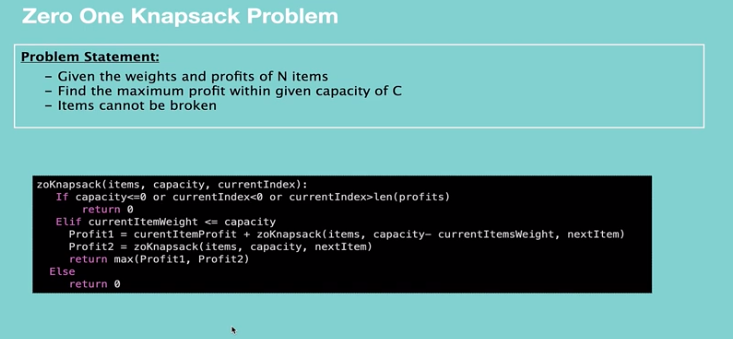 Zero One Knapsack Problem
Problem Statement:
– Given the weights and profits of N items
– Find the maximum profit within given capacity of C
– Items cannot be broken
zoKnapsack(items, capacity, currentIndex):
If capacity<=0 or currentIndex<0 or currentIndex>len(profits)
return 0
Elif currentItemWeight <= capacity
Profit1 = curentItemProfit + zoKnapsack(items, capacity– currentItemsWeight, nextItem)
Profit2 = zoKnapsack(items, capacity, nextItem)
return max(Profit1, Profit2)
Else
return 0